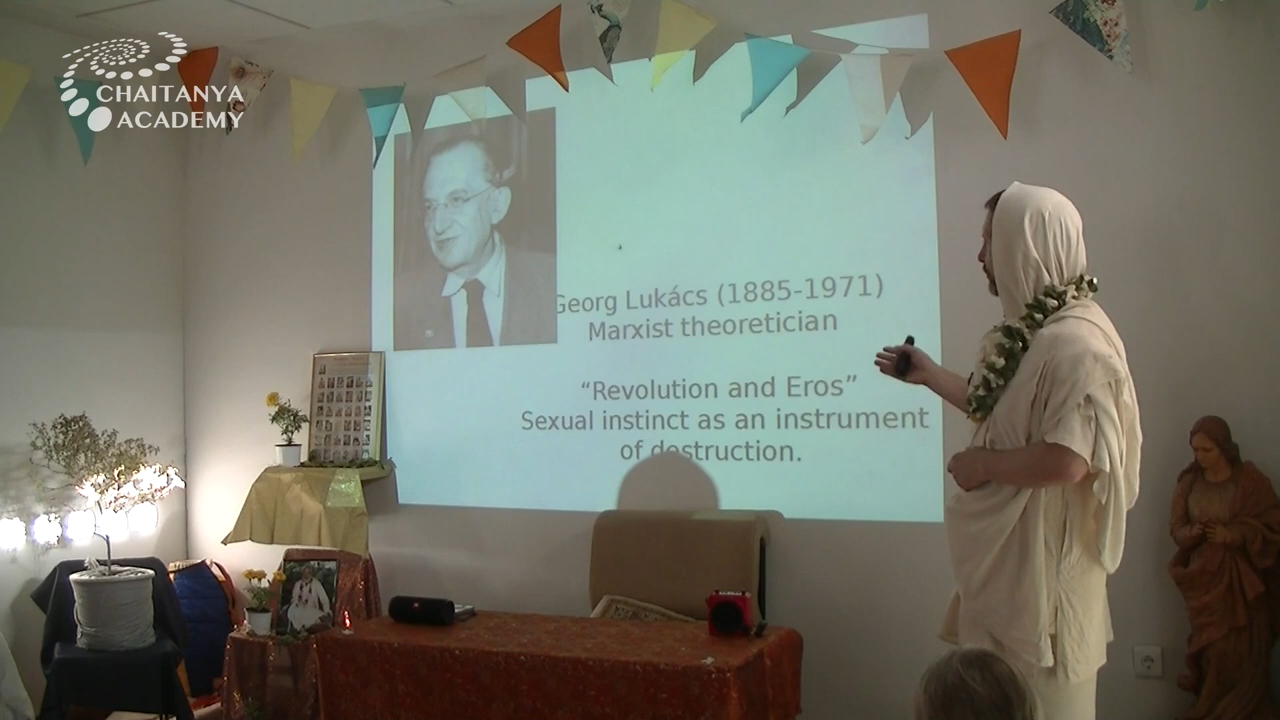 CHAITANYA
ACADEMY
Georg Lukács (1885-1971)
Marxist theoretician
“Revolution and Eros”
Sexual instinct as an instrument
of destruction.